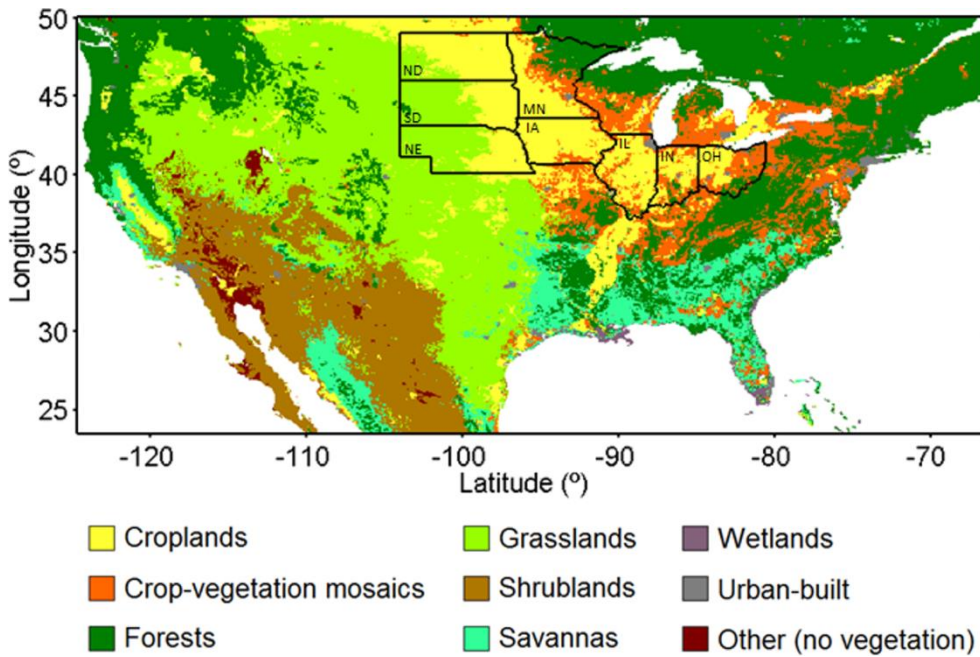 50
45
40
35
30
25
Longitude (º)
ND
SD
NE
MN
IA
IL
IN
OH
-120 -110 -100 -90 -80 -70
Latitude (º)
Croplands Grasslands Wetlands
Crop-vegetation mosaics Shrublands Urban-built
Forests Savannas Other (no vegetation)